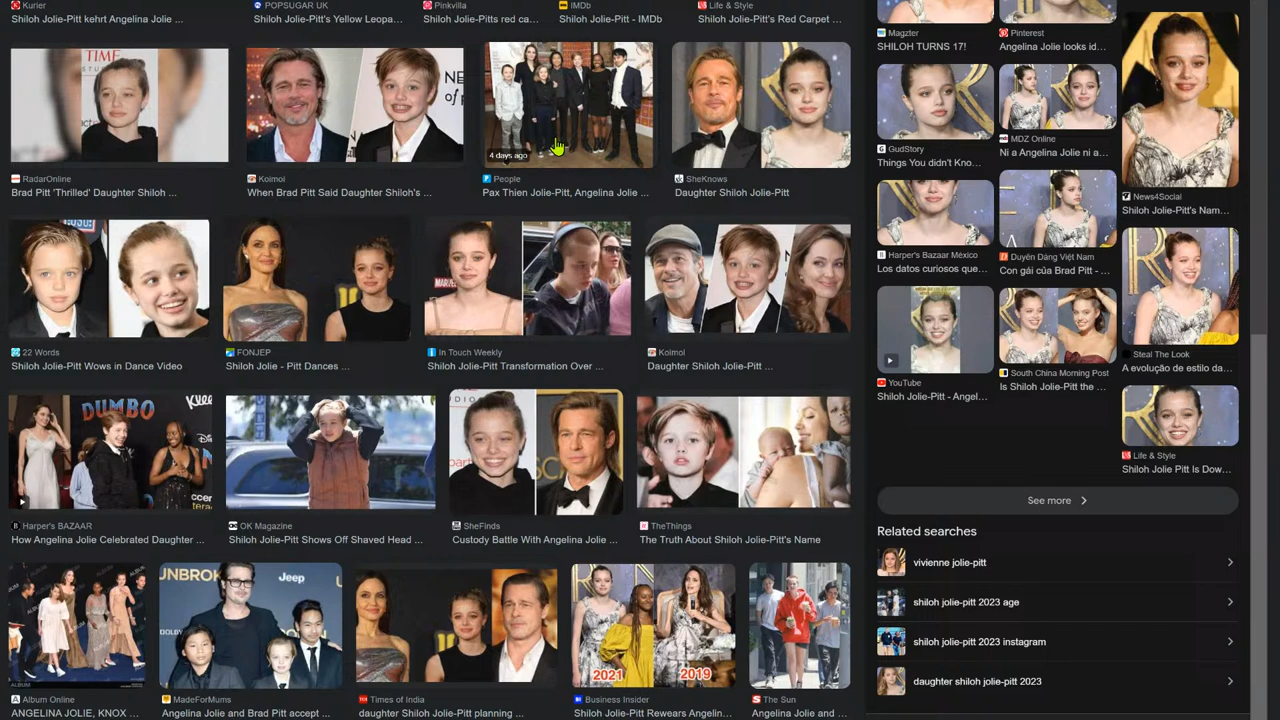 Kurier
Shiloh Jolie-Pitt kehrt Angelina Jolie ...
POPSUGAR UK
Shiloh Jolie-Pitt's Yellow Leopa...
Pinkvilla
Shiloh Jolie-Pitts red ca...
IMDb
Shiloh Jolie-Pitt - IMDb
Life & Style
Shiloh Jolie-Pitt's Red Carpet ...
TIME
RadarOnline
Brad Pitt 'Thrilled' Daughter Shiloh ...
Koimoi
When Brad Pitt Said Daughter Shiloh's ...
4 days ago
People
Pax Thien Jolie-Pitt, Angelina Jolie ...
SheKnows
Daughter Shiloh Jolie-Pitt
22 Words
Shiloh Jolie-Pitt Wows in Dance Video
FONJEP
Shiloh Jolie - Pitt Dances ...
In Touch Weekly
Shiloh Jolie-Pitt Transformation Over ...
Koimoi
Daughter Shiloh Jolie-Pitt ...
DUMBO
Harper's BAZAAR
How Angelina Jolie Celebrated Daughter ...
OK Magazine
Shiloh Jolie-Pitt Shows Off Shaved Head ...
SheFinds
Custody Battle With Angelina Jolie ...
TheThings
The Truth About Shiloh Jolie-Pitt's Name
Album Online
ANGELINA JOLIE, KNOX ...
UNBROK
Jeep
MadeForMums
Angelina Jolie and Brad Pitt accept ...
Times of India
daughter Shiloh Jolie-Pitt planning ...
2021
2019
Business Insider
Shiloh Jolie-Pitt Rewears Angelin...
The Sun
Angelina Jolie and ...
Magzter
SHILOH TURNS 17!
Pinterest
Angelina Jolie looks id...
GudStory
Things You didn't Kno...
MDZ Online
Ni a Angelina Jolie ni a...
News4Social
Shiloh Jolie-Pitt's Nam...
Harper's Bazaar México
Los datos curiosos que...
Duyên Dáng Việt Nam
Con gái của Brad Pitt - ...
YouTube
Shiloh Jolie-Pitt - Angel...
South China Morning Post
Is Shiloh Jolie-Pitt the ...
Steal The Look
A evolução de estilo da...
Life & Style
Shiloh Jolie Pitt Is Dow...
See more
Related searches
vivienne jolie-pitt
shiloh jolie-pitt 2023 age
shiloh jolie-pitt 2023 instagram
daughter shiloh jolie-pitt 2023